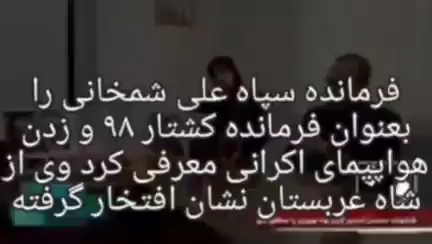 فرمانده سپاه علی شمخانی را
بعنوان فرمانده کشتار ۹۸ و زدن
هواپیمای اکرانی معرفی کرد وی از
شاه عربستان نشان افتخار گرفته